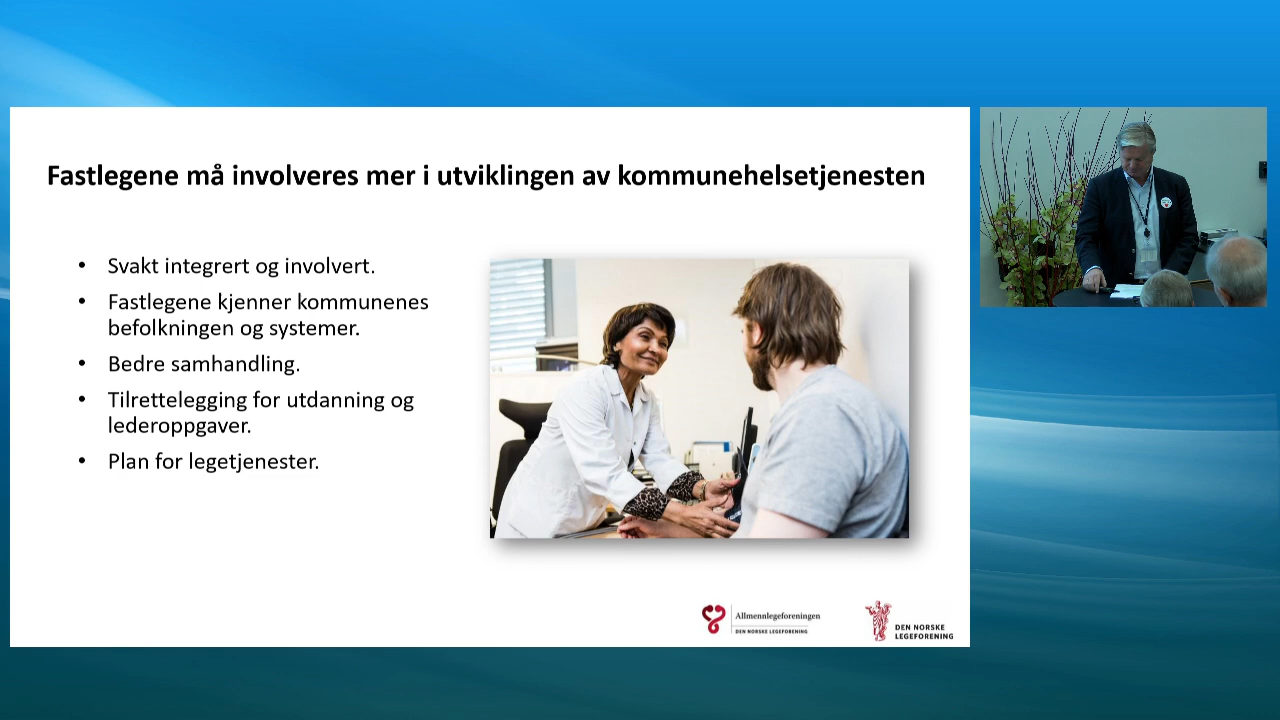 Fastlegene må involveres mer i utviklingen av kommunehelsetjenesten
• Svakt integrert og involvert.
• Fastlegene kjenner kommunenes
befolkningen og systemer.
• Bedre samhandling.
• Tilrettelegging for utdanning og
lederoppgaver.
• Plan for legetjenester.
Allmennlegeforeningen
DEN NORSKE LEGEFORENING
DEN NORSKE
LEGEFORENING